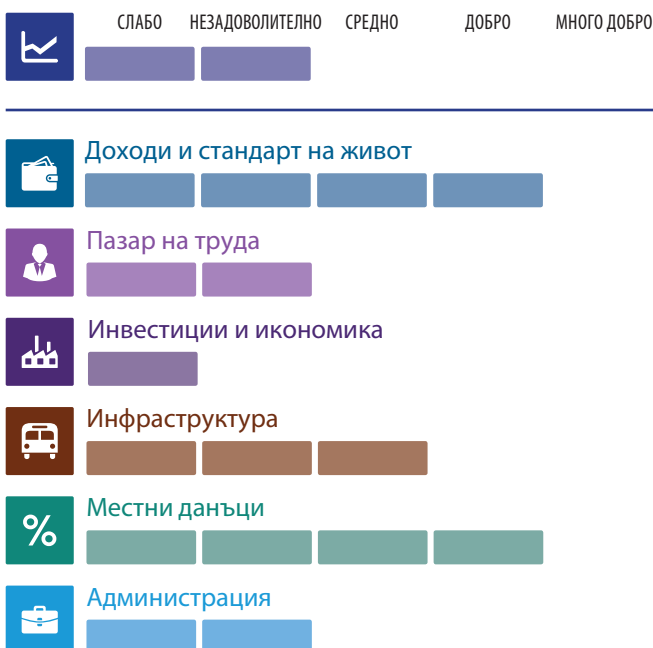 СЛАБО НЕЗАДОВОЛИТЕЛНО СРЕДНО ДОБРО МНОГО ДОБРО
Доходи и стандарт на живот
Пазар на труда
Инвестиции и икономика
Инфраструктура
Местни данъци
%
Администрация